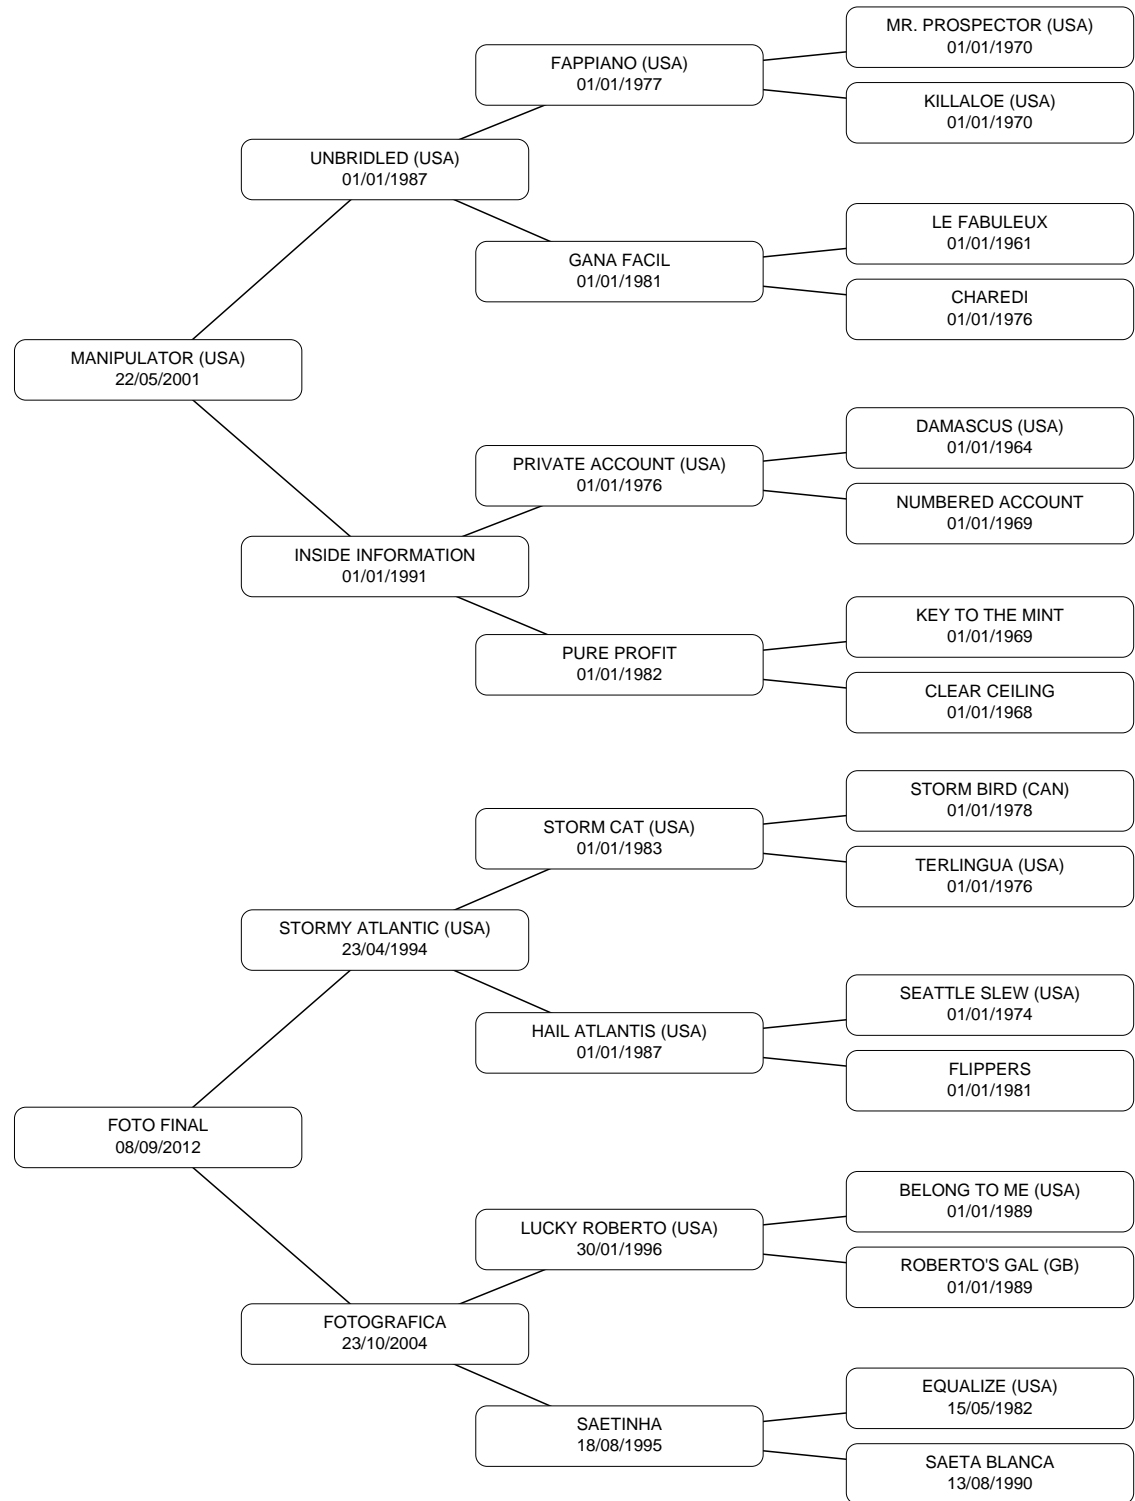 MR. PROSPECTOR (USA)
01/01/1970
FAPPIANO (USA)
01/01/1977
KILLALOE (USA)
01/01/1970
UNBRIDLED (USA)
01/01/1987
LE FABULEUX
01/01/1961
GANA FACIL
01/01/1981
CHAREDI
01/01/1976
MANIPULATOR (USA)
22/05/2001
DAMASCUS (USA)
01/01/1964
PRIVATE ACCOUNT (USA)
01/01/1976
NUMBERED ACCOUNT
01/01/1969
INSIDE INFORMATION
01/01/1991
KEY TO THE MINT
01/01/1969
PURE PROFIT
01/01/1982
CLEAR CEILING
01/01/1968
STORM BIRD (CAN)
01/01/1978
STORM CAT (USA)
01/01/1983
TERLINGUA (USA)
01/01/1976
STORMY ATLANTIC (USA)
23/04/1994
SEATTLE SLEW (USA)
01/01/1974
HAIL ATLANTIS (USA)
01/01/1987
FLIPPERS
01/01/1981
FOTO FINAL
08/09/2012
BELONG TO ME (USA)
01/01/1989
LUCKY ROBERTO (USA)
30/01/1996
ROBERTO'S GAL (GB)
01/01/1989
FOTOGRAFICA
23/10/2004
EQUALIZE (USA)
15/05/1982
SAETINHA
18/08/1995
SAETA BLANCA
13/08/1990